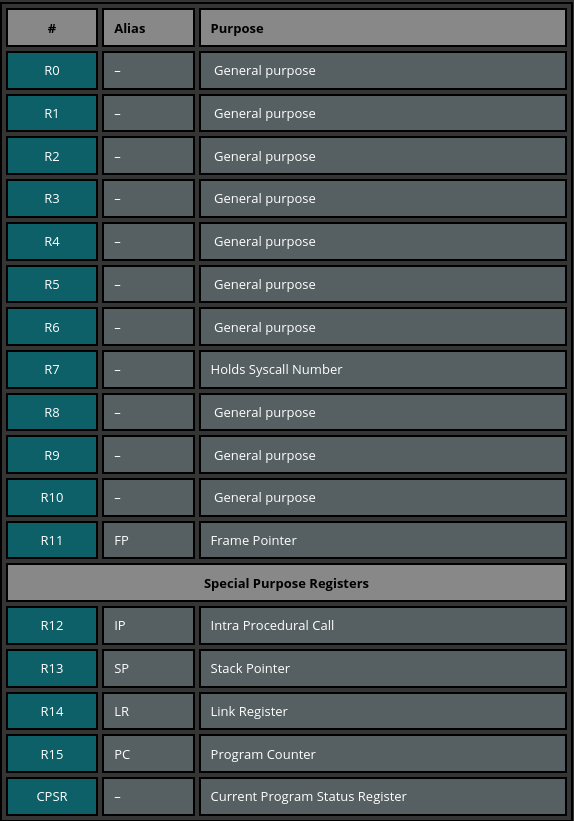 # Alias Purpose
R0 – General purpose
R1 – General purpose
R2 – General purpose
R3 – General purpose
R4 – General purpose
R5 – General purpose
R6 – General purpose
R7 – Holds Syscall Number
R8 – General purpose
R9 – General purpose
R10 – General purpose
R11 FP Frame Pointer
Special Purpose Registers
R12 IP Intra Procedural Call
R13 SP Stack Pointer
R14 LR Link Register
R15 PC Program Counter
CPSR – Current Program Status Register